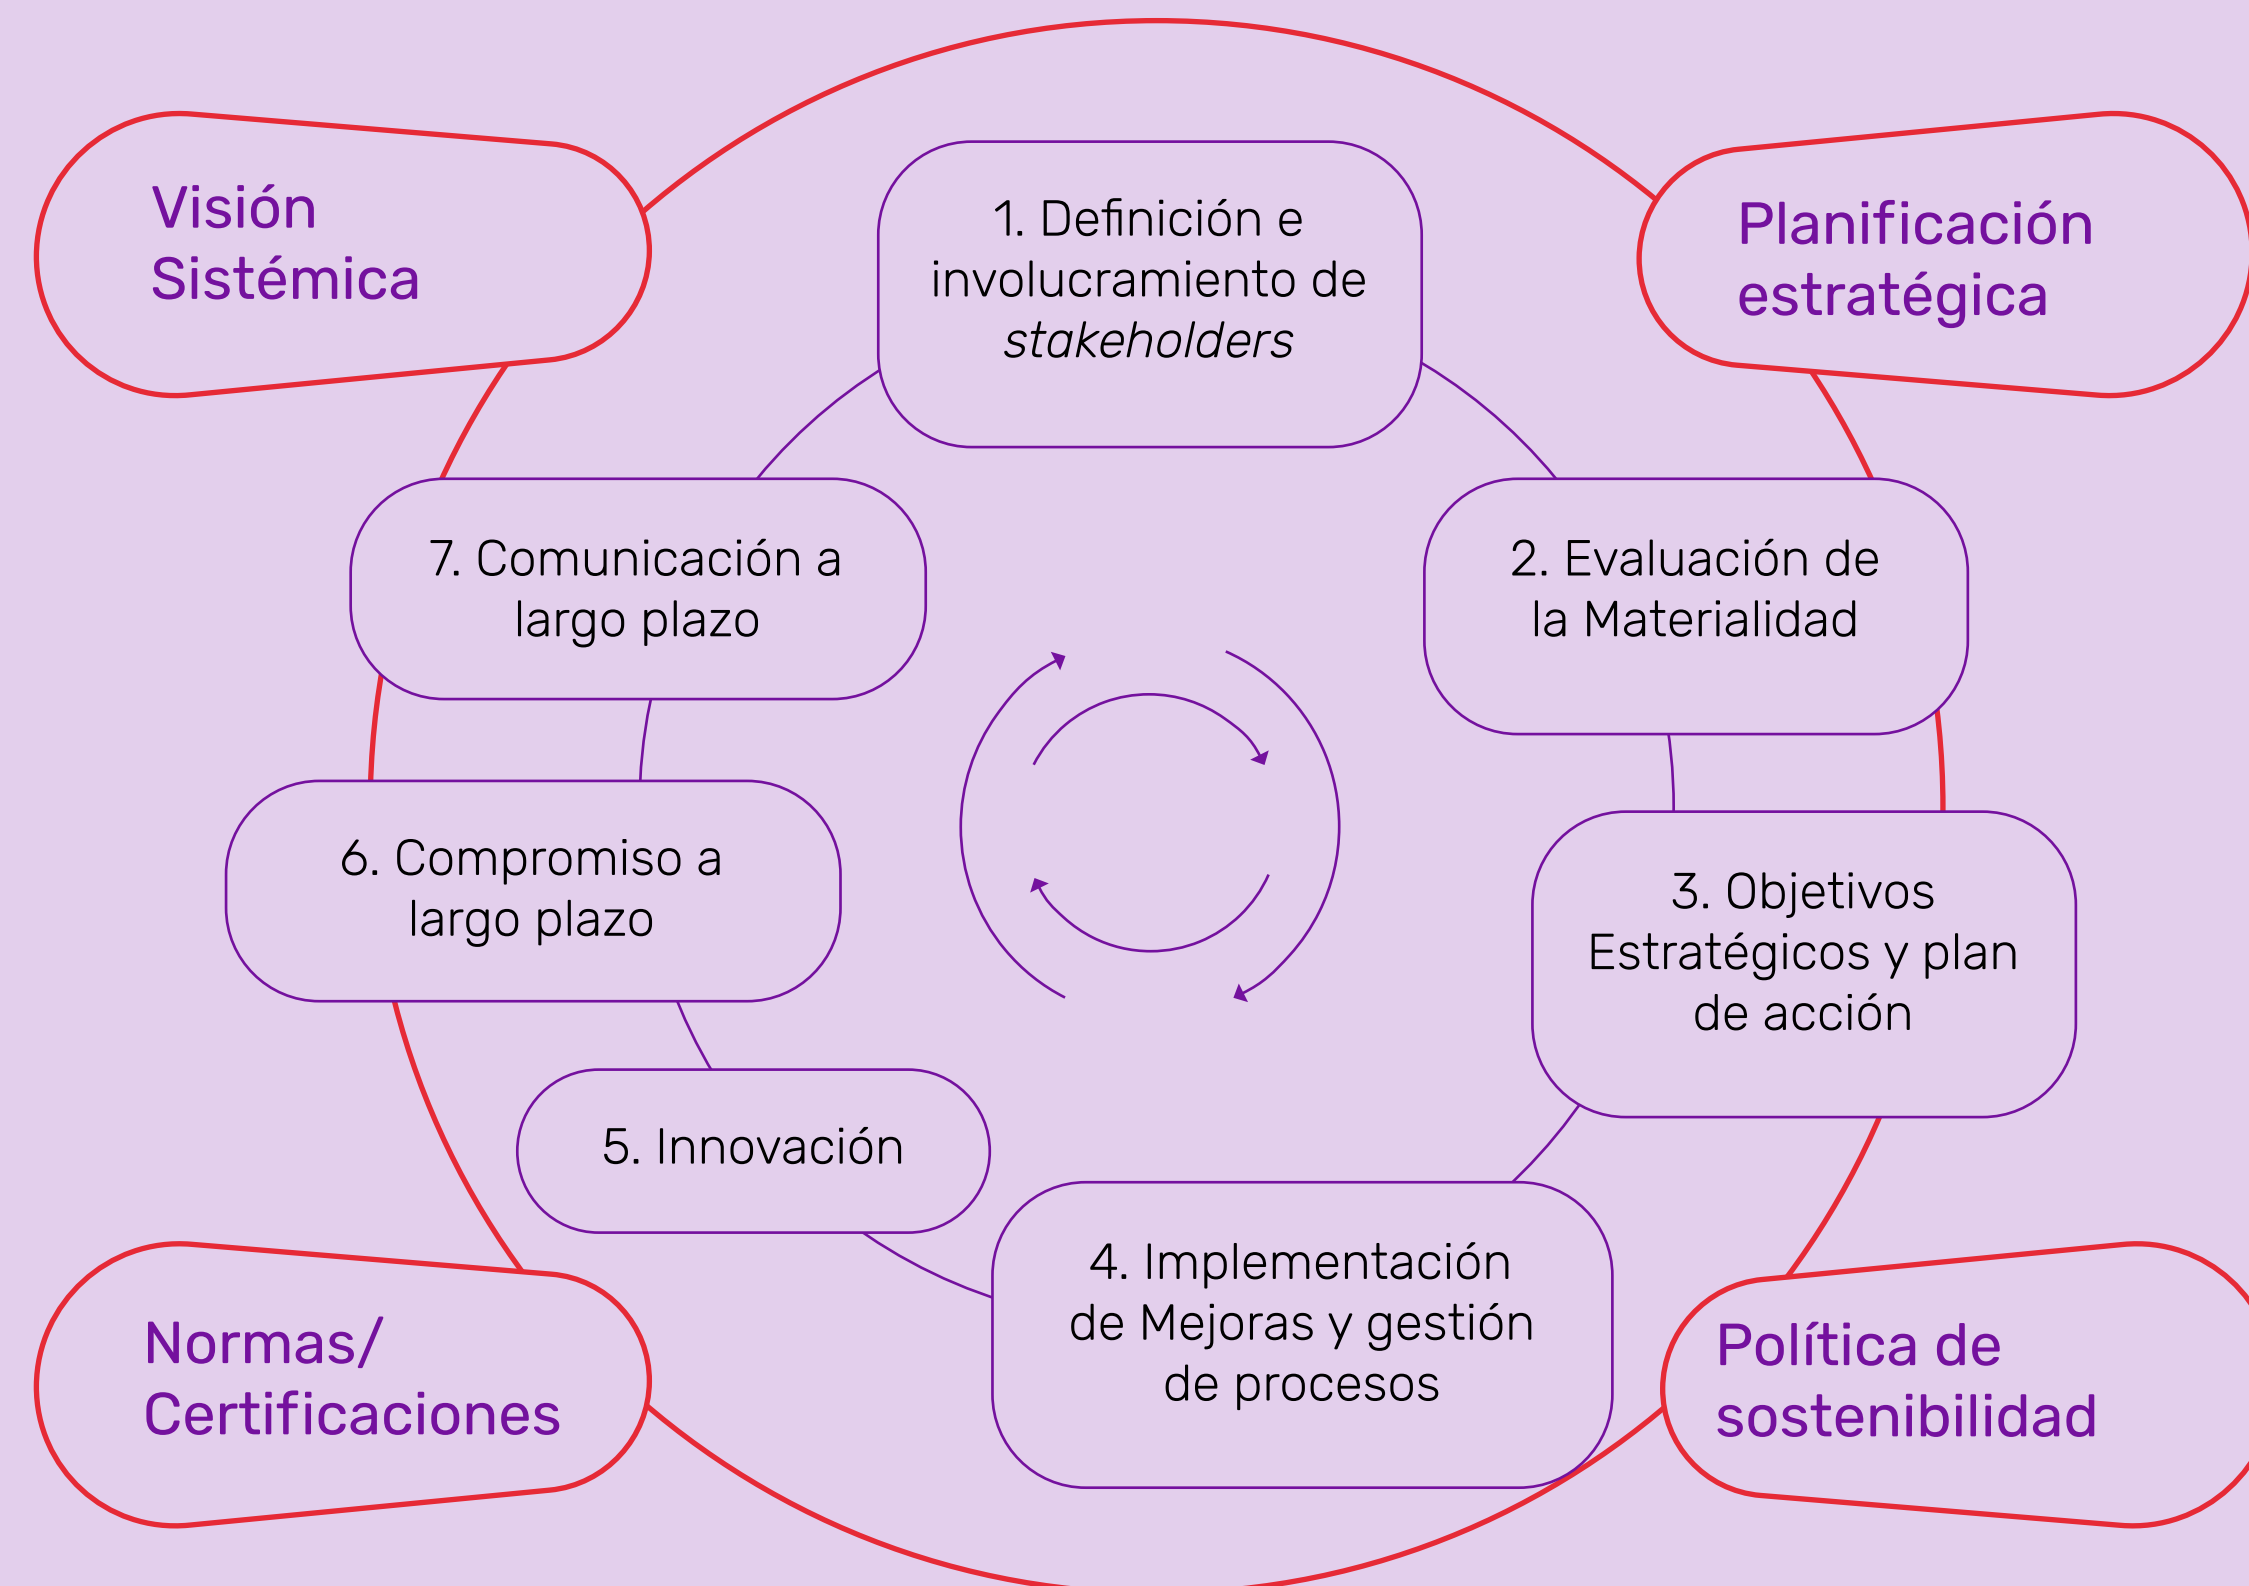 Visión
Sistémica
Planificación
estratégica
1. Definición e
involucramiento de
stakeholders
2. Evaluación de
la Materialidad
3. Objetivos
Estratégicos y plan
de acción
4. Implementación
de Mejoras y gestión
de procesos
5. Innovación
6. Compromiso a
largo plazo
7. Comunicación a
largo plazo
Normas/
Certificaciones
Política de
sostenibilidad